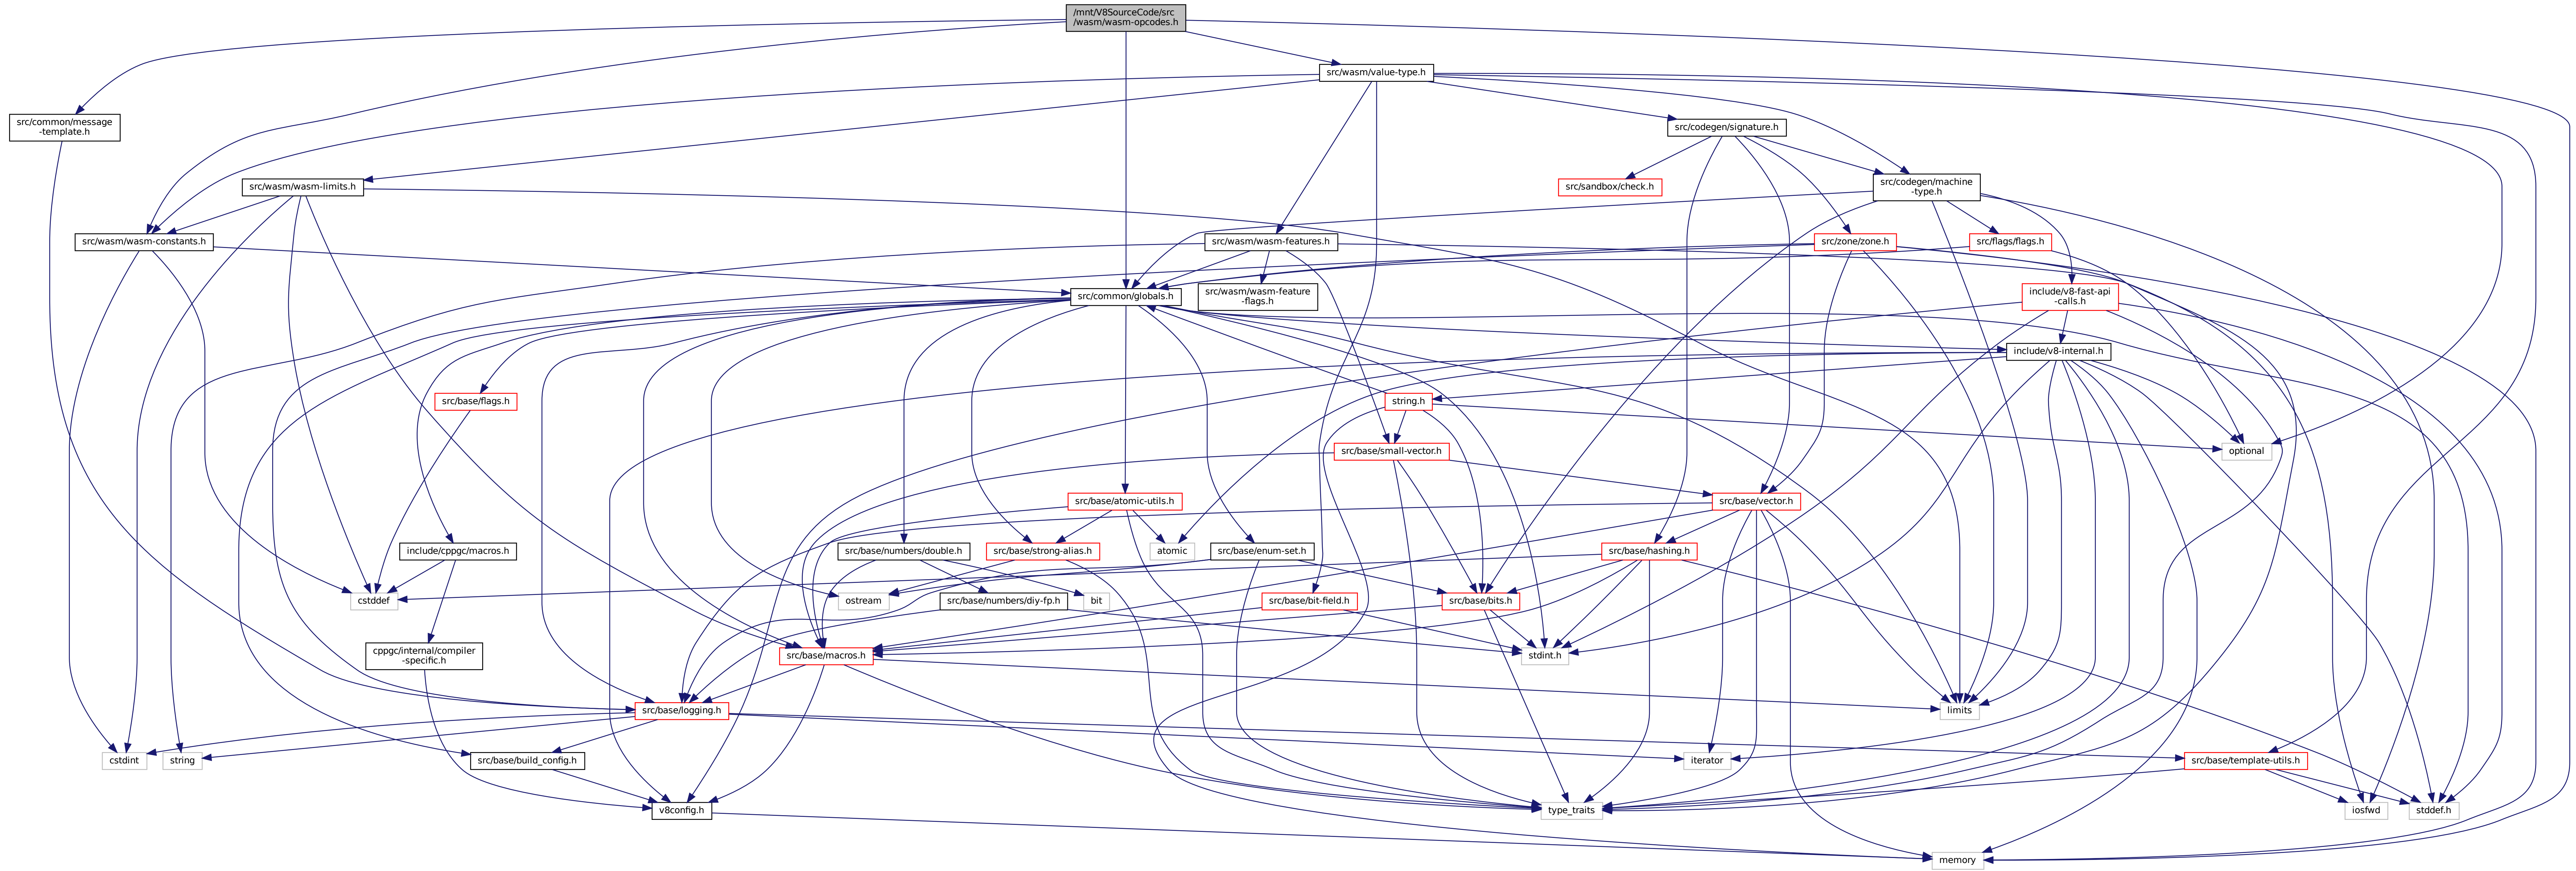 /mnt/V8SourceCode/src
/wasm/wasm-opcodes.h
src/wasm/value-type.h
src/common/message
-template.h
src/codegen/signature.h
src/wasm/wasm-limits.h
src/sandbox/check.h
src/codegen/machine
-type.h
src/wasm/wasm-constants.h
src/wasm/wasm-features.h
src/zone/zone.h
src/flags/flags.h
src/common/globals.h
src/wasm/wasm-feature
-flags.h
include/v8-fast-api
-calls.h
include/v8-internal.h
src/base/flags.h
string.h
src/base/small-vector.h
optional
src/base/atomic-utils.h
src/base/vector.h
include/cppgc/macros.h
src/base/numbers/double.h
src/base/strong-alias.h
atomic
src/base/enum-set.h
src/base/hashing.h
cstddef
ostream
src/base/numbers/diy-fp.h
bit
src/base/bit-field.h
src/base/bits.h
cppgc/internal/compiler
-specific.h
src/base/macros.h
stdint.h
src/base/logging.h
limits
cstdint
string
src/base/build_config.h
iterator
src/base/template-utils.h
v8config.h
type_traits
iosfwd
stddef.h
memory